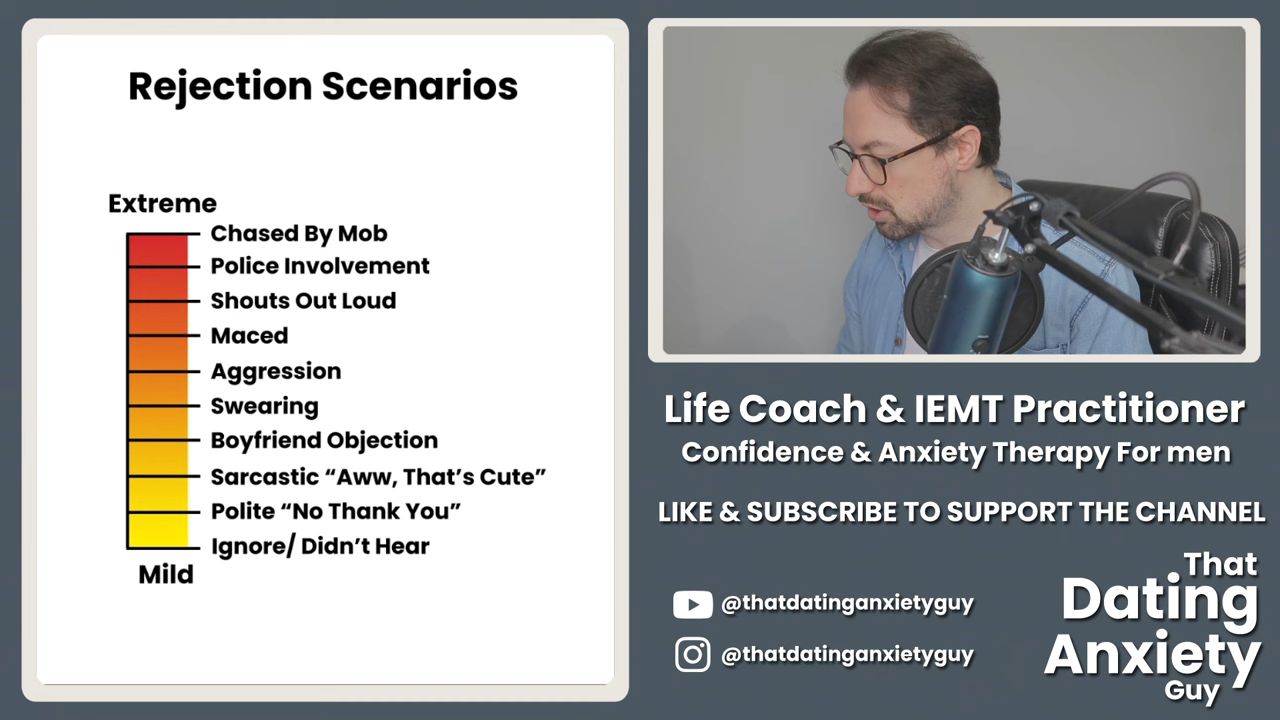 Rejection Scenarios
Extreme
Chased By Mob
Police Involvement
Shouts Out Loud
Maced
Aggression
Swearing
Boyfriend Objection
Sarcastic “Aww, That’s Cute”
Polite “No Thank You”
Ignore/ Didn’t Hear
Mild
Life Coach & IEMT Practitioner
Confidence & Anxiety Therapy For men
LIKE & SUBSCRIBE TO SUPPORT THE CHANNEL
@thatdatinganxietyguy
@thatdatinganxietyguy
That
Dating
Anxiety
Guy